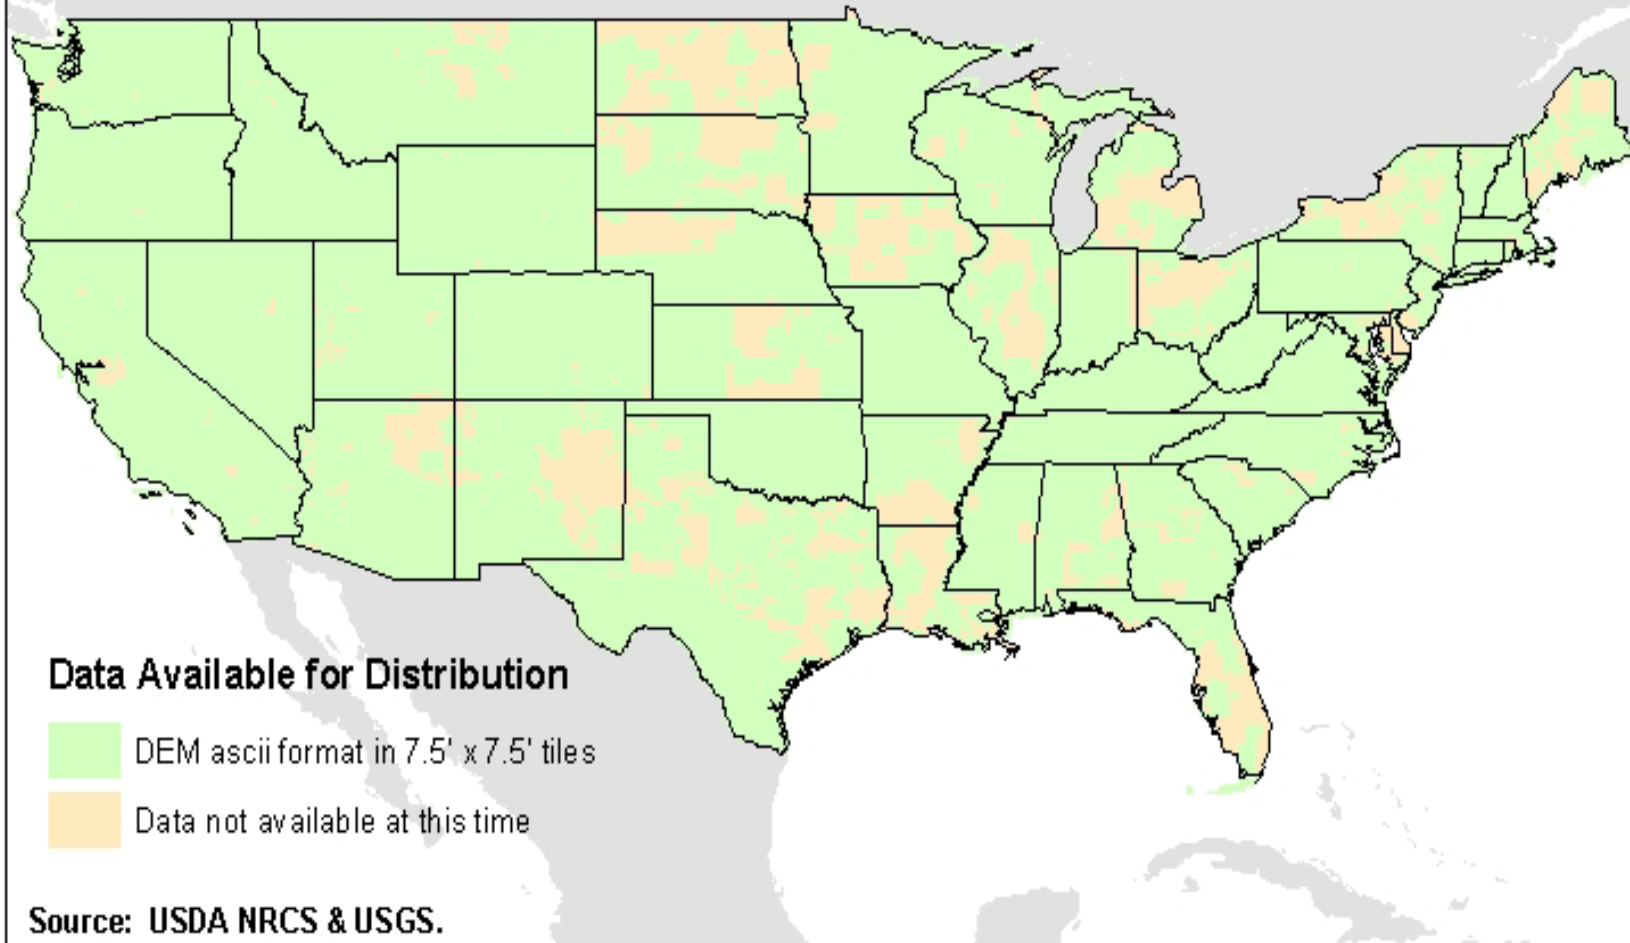 Data Available for Distribution
DEM ascii format in 7.5' x 7.5' tiles
Data not available at this time
Source: USDA NRCS & USGS.